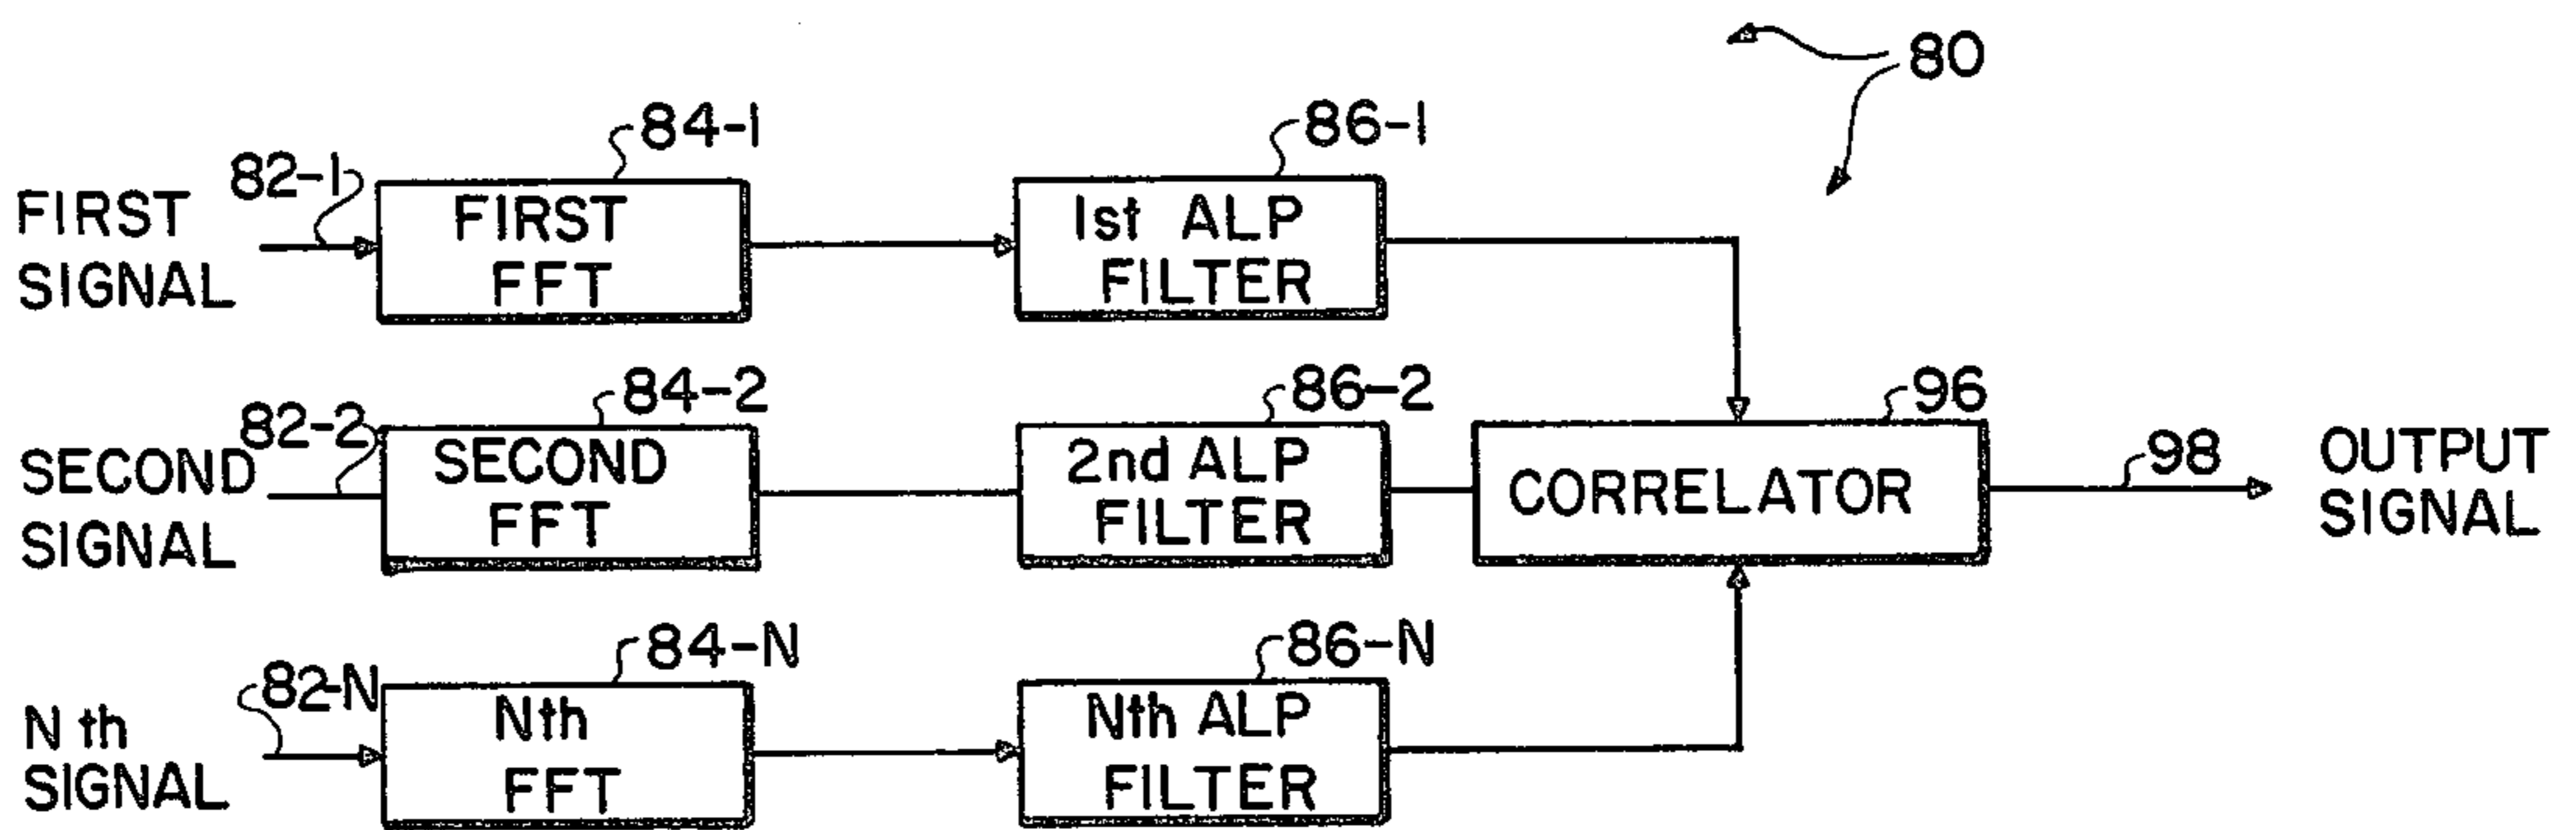 80
84-1
86-1
82-1
FIRST
SIGNAL
FIRST
FFT
1st ALP
FILTER
84-2
86-2
96
82-2
SECOND
SIGNAL
SECOND
FFT
2nd ALP
FILTER
CORRELATOR
98
OUTPUT
SIGNAL
84-N
86-N
82-N
Nth
SIGNAL
Nth
FFT
Nth ALP
FILTER